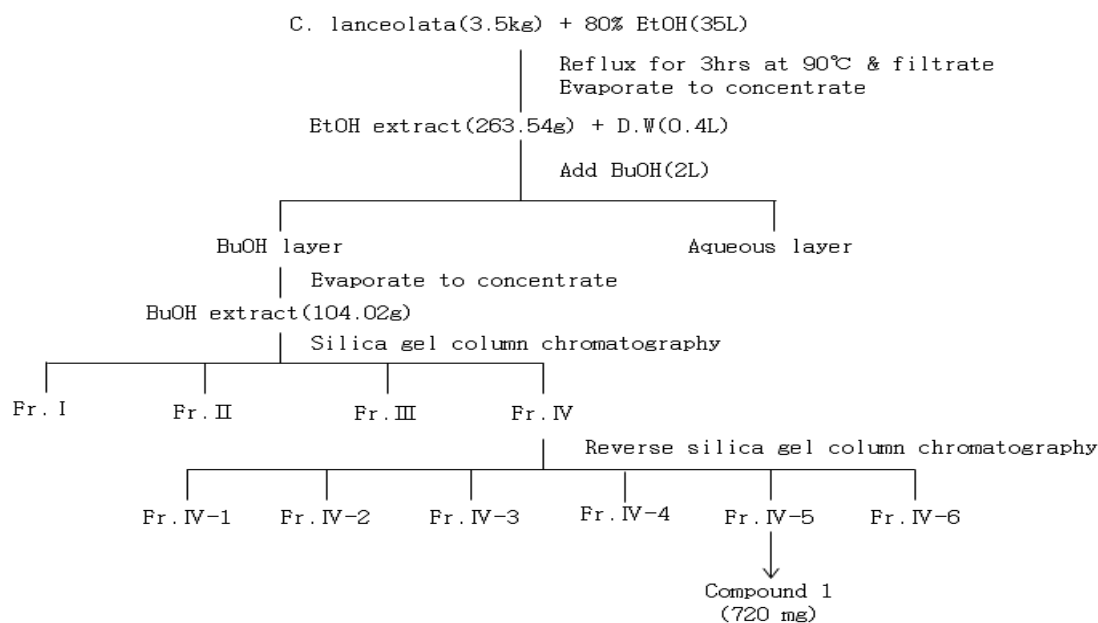 C. lanceolata(3.5kg) + 80% EtOH(35L)
Reflux for 3hrs at 90℃ & filtrate
Evaporate to concentrate
EtOH extract(263.54g) + D.W(0.4L)
Add BuOH(2L)
BuOH layer
Aqueous layer
Evaporate to concentrate
BuOH extract(104.02g)
Silica gel column chromatography
Fr.Ⅰ
Fr.Ⅱ
Fr.Ⅲ
Fr.Ⅳ
Reverse silica gel column chromatography
Fr.Ⅳ-1
Fr.Ⅳ-2
Fr.Ⅳ-3
Fr.Ⅳ-4
Fr.Ⅳ-5
Fr.Ⅳ-6
Compound 1
(720 mg)